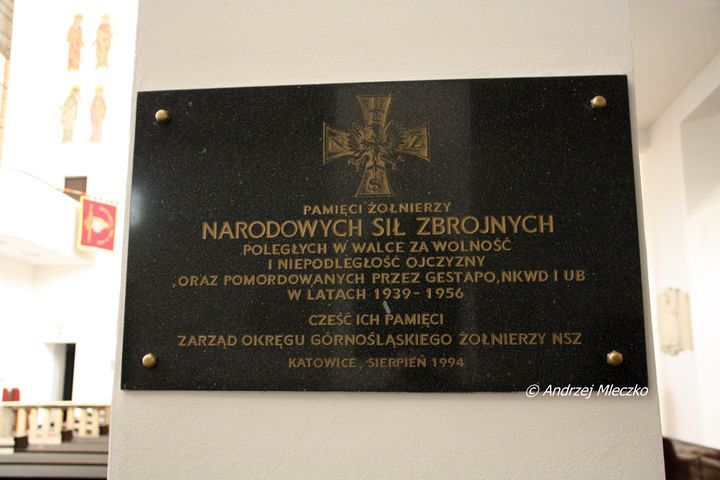 N S Z
PAMIĘCI ŻOŁNIERZY
NARODOWYCH SIŁ ZBROJNYCH
POLEGŁYCH W WALCE ZA WOLNOŚĆ
I NIEPODLEGŁOŚĆ OJCZYZNY
,ORAZ POMORDOWANYCH PRZEZ GESTAPO, NKWD I UB
W LATACH 1939-1956
CZEŚĆ ICH PAMIĘCI
ZARZĄD OKRĘGU GÓRNOŚLĄSKIEGO ŻOŁNIERZY NSZ
KATOWICE, SIERPIEŃ 1994
© Andrzej Mleczko